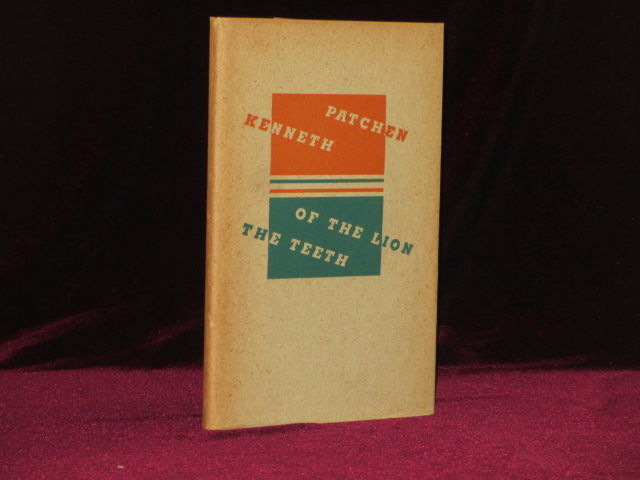 PATCHEN
KENNETH
OF THE LION
THE TEETH